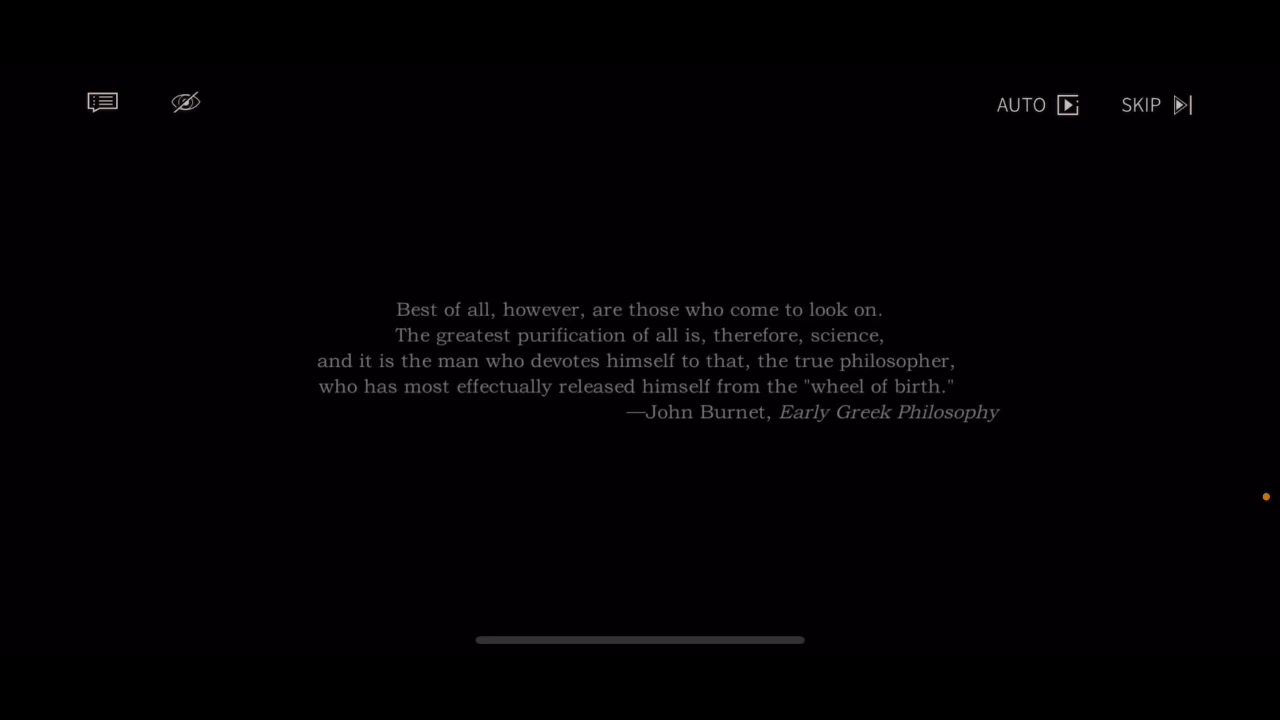 AUTO
SKIP
Best of all, however, are those who come to look on.
The greatest purification of all is, therefore, science,
and it is the man who devotes himself to that, the true philosopher,
who has most effectually released himself from the "wheel of birth."
—John Burnet, Early Greek Philosophy